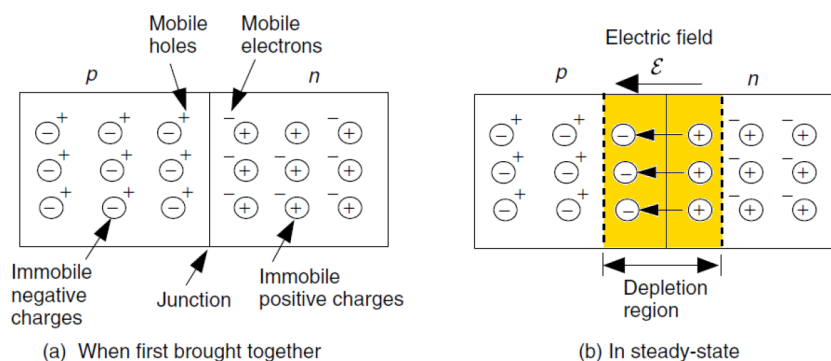 Mobile
holes
Mobile
electrons
p
n
Immobile
negative
charges
Junction
Immobile
positive charges
(a) When first brought together
Electric field
ℰ
p
n
Depletion
region
(b) In steady-state